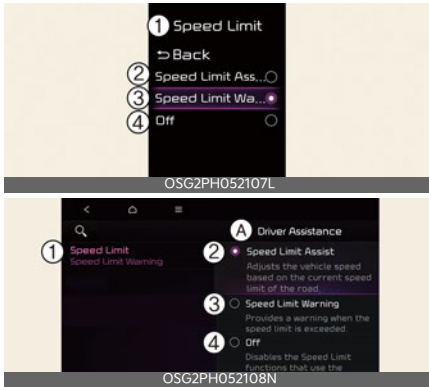 1 Speed Limit
Back
2 Speed Limit Ass...
3 Speed Limit Wa...
4 Off
OSG2PH052107L
A Driver Assistance
1 Speed Limit
Speed Limit Warning
2 Speed Limit Assist
Adjusts the vehicle speed
based on the current speed
limit of the road.
3 Speed Limit Warning
Provides a warning when the
speed limit is exceeded.
4 Off
Disables the Speed Limit
functions that use the
OSG2PH052108N